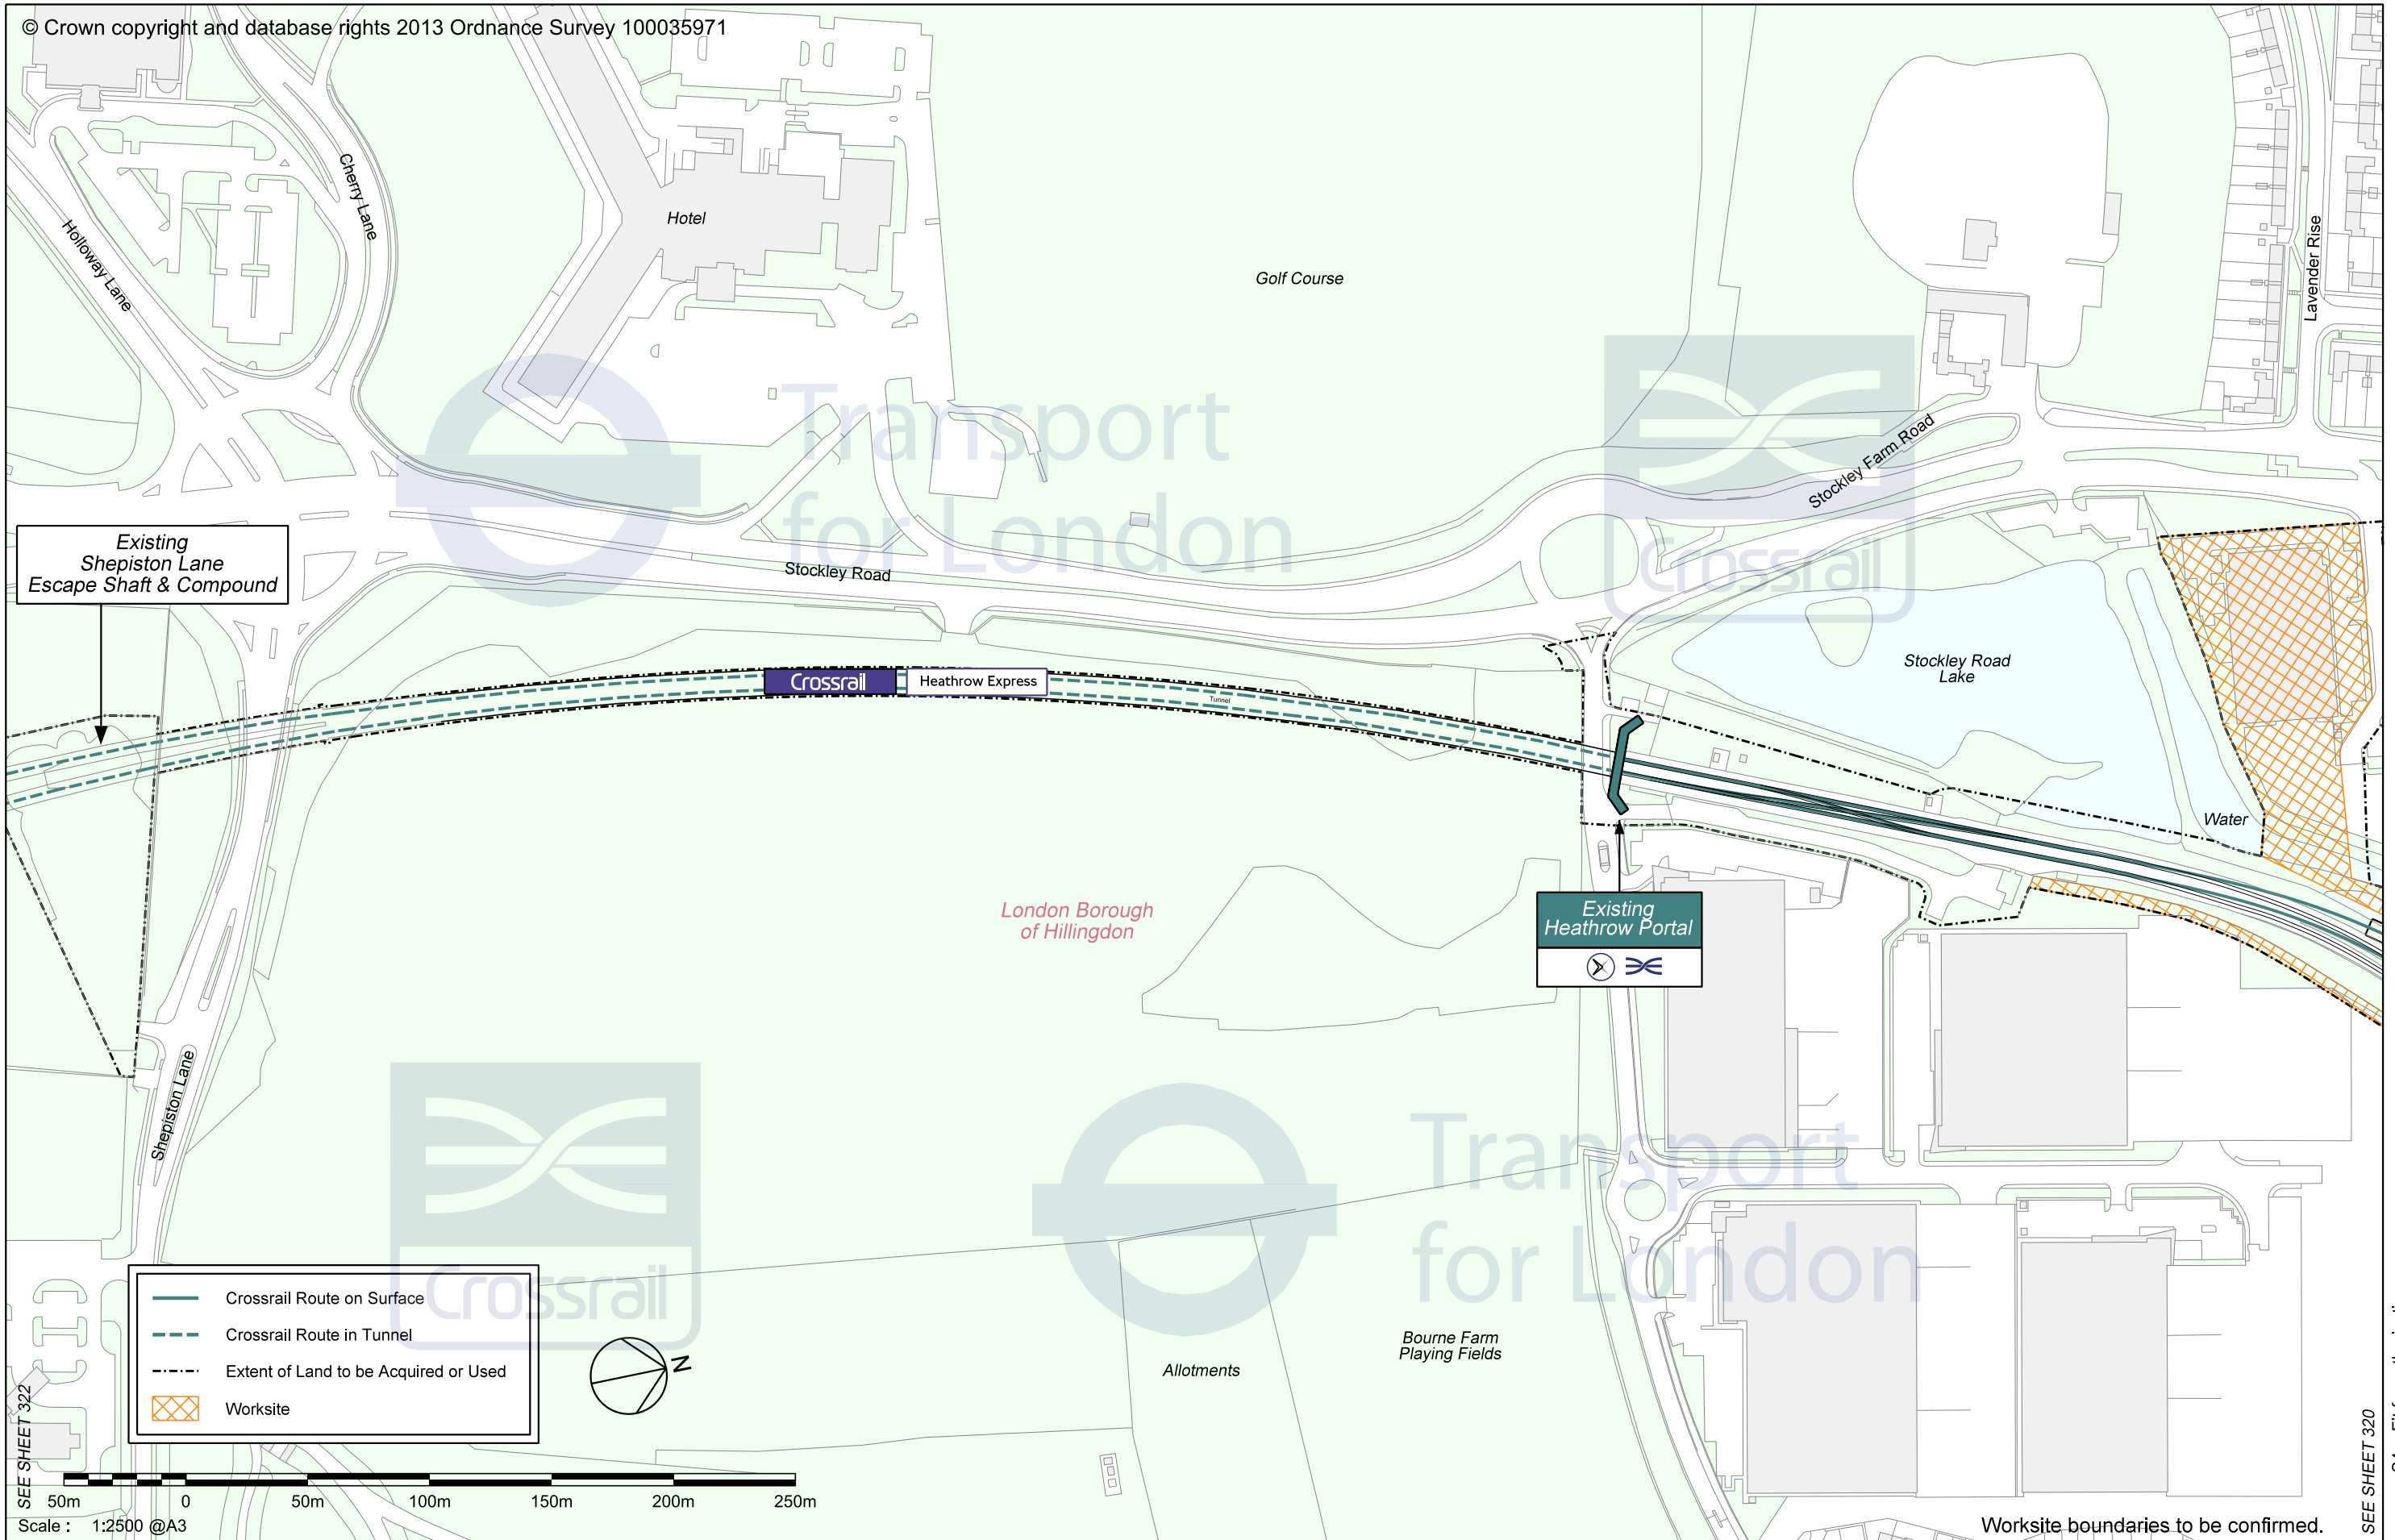 © Crown copyright and database rights 2013 Ordnance Survey 100035971
Cherry Lane
Holloway Lane
Hotel
Golf Course
Lavender Rise
Transport
for London
Crossrail
Stockley Farm Road
Existing
Shepiston Lane
Escape Shaft & Compound
Stockley Road
Stockley Road
Lake
Crossrail
Heathrow Express
Tunnel
Water
London Borough
of Hillingdon
Existing
Heathrow Portal
Shepiston Lane
Crossrail
Transport
for London
Crossrail Route on Surface
Crossrail Route in Tunnel
Extent of Land to be Acquired or Used
Worksite
N
Allotments
Bourne Farm
Playing Fields
SEE SHEET 322
SEE SHEET 320
50m 0 50m 100m 150m 200m 250m
Scale : 1:2500 @A3
Worksite boundaries to be confirmed.